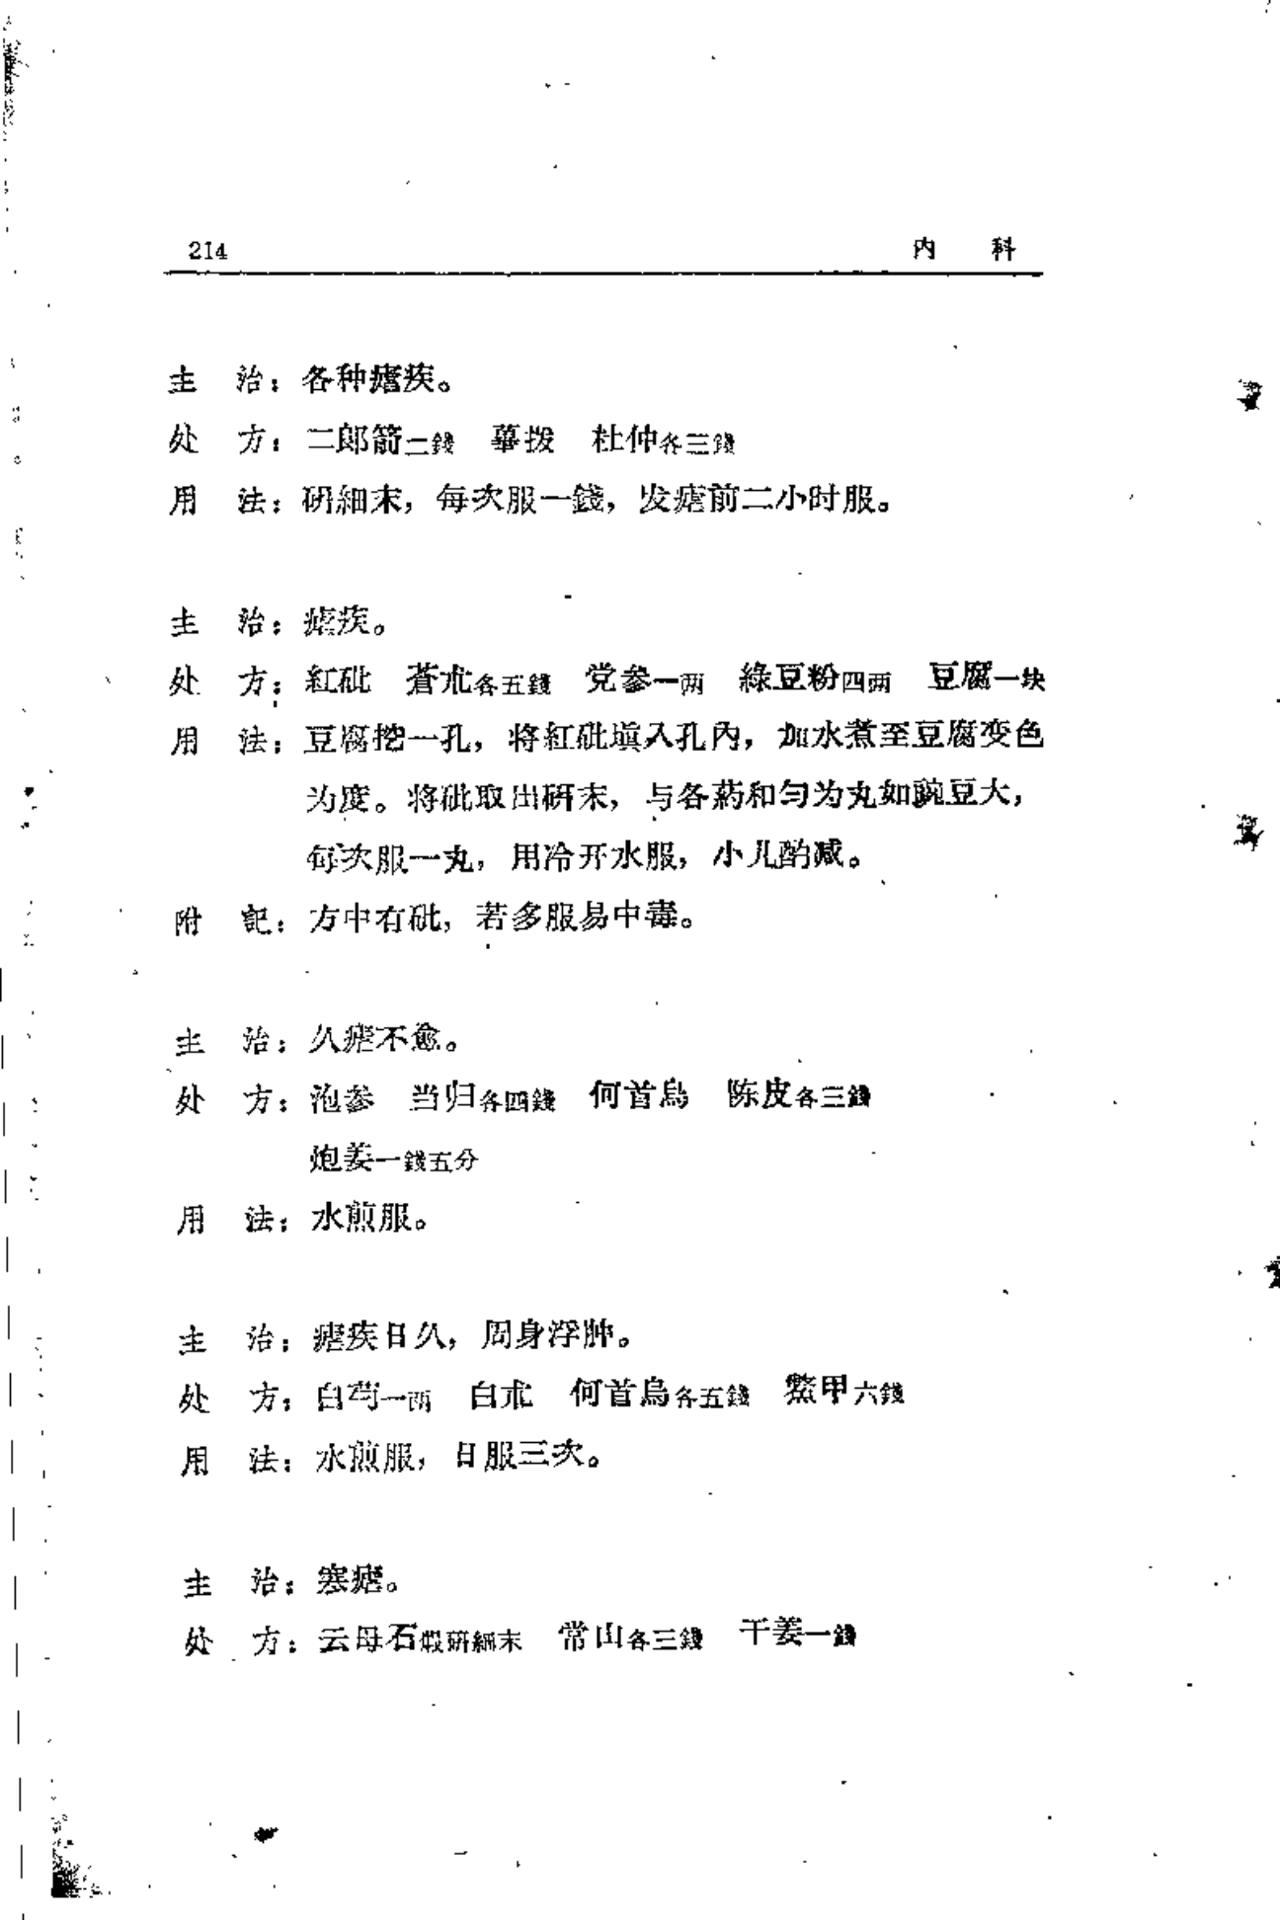 214 内 科
主 治：各种瘧疾。
处 方：二郎箭二錢 蓽拨 杜仲各三錢
用 法：研細末，每次服一錢，发瘧前二小时服。
主 治：瘧疾。
处 方：紅砒 蒼朮各五錢 党参一两 綠豆粉四两 豆腐一块
用 法：豆腐挖一孔，将紅砒塡入孔內，加水煮至豆腐变色
为度。将砒取出研末，与各葯和匀为丸如豌豆大，
每次服一丸，用冷开水服，小儿酌减。
附 記：方中有砒，若多服易中毒。
主 治：久瘧不愈。
处 方：泡参 当归各四錢 何首烏 陈皮各三錢
炮姜一錢五分
用 法：水煎服。
主 治：瘧疾日久，周身浮肿。
处 方：白芍一两 白朮 何首烏各五錢 鱉甲六錢
用 法：水煎服，日服三次。
主 治：寒瘧。
处 方：云母石煅研細末 常山各三錢 干姜一錢